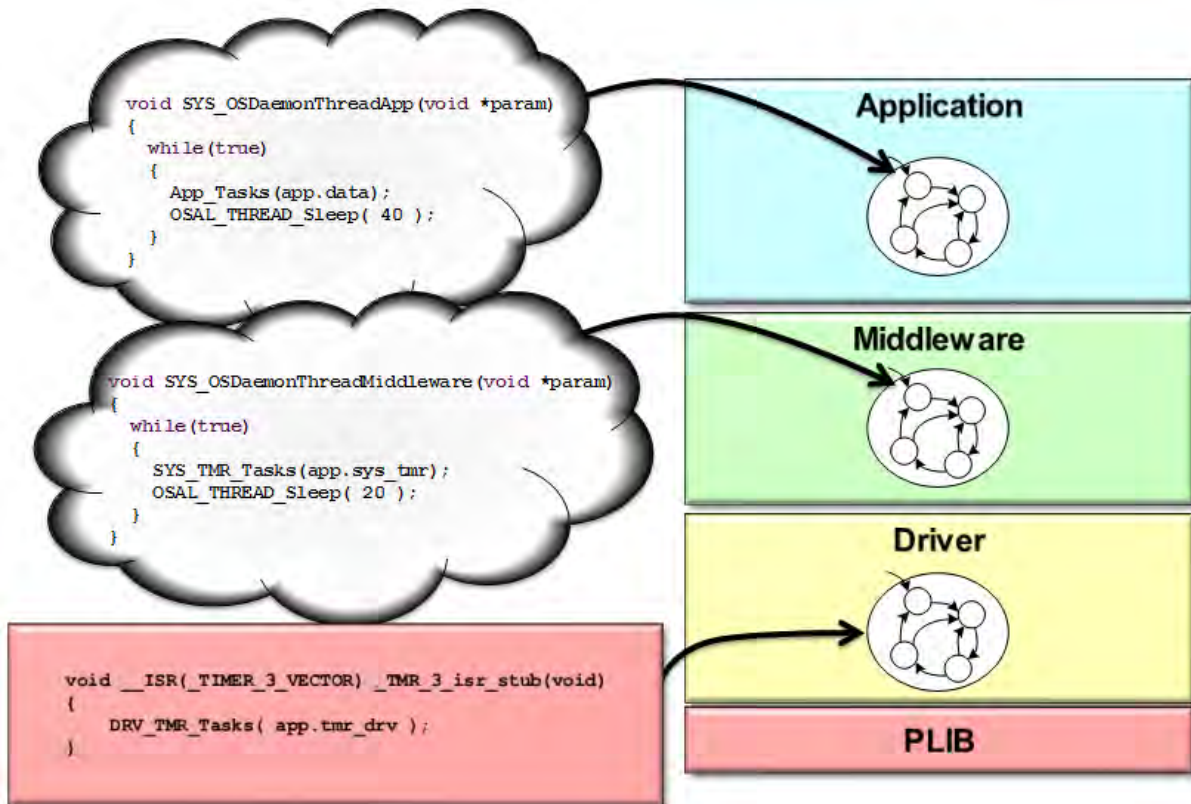 void SYS_OSDaemonThreadApp(void *param)
{
while(true)
{
App_Tasks(app.data);
OSAL_THREAD_Sleep( 40 );
}
}
void SYS_OSDaemonThreadMiddleware(void *param)
{
while(true)
{
SYS_TMR_Tasks(app.sys_tmr);
OSAL_THREAD_Sleep( 20 );
}
}
void __ISR(_TIMER_3_VECTOR) _TMR_3_isr_stub(void)
{
DRV_TMR_Tasks( app.tmr_drv );
}
Application
Middleware
Driver
PLIB